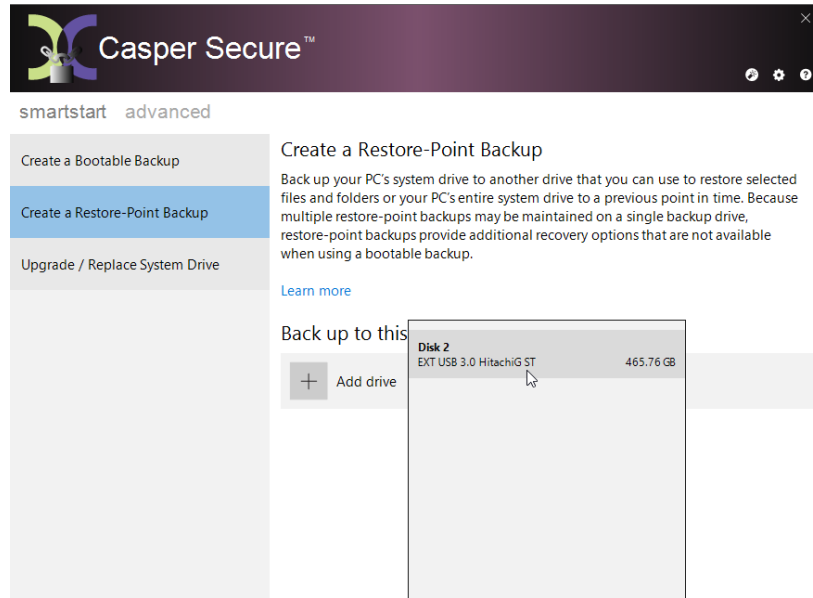 Casper Secure™
smartstart advanced
Create a Bootable Backup
Create a Restore-Point Backup
Upgrade / Replace System Drive
Create a Restore-Point Backup
Back up your PC's system drive to another drive that you can use to restore selected
files and folders or your PC's entire system drive to a previous point in time. Because
multiple restore-point backups may be maintained on a single backup drive,
restore-point backups provide additional recovery options that are not available
when using a bootable backup.
Learn more
Back up to this
Add drive
Disk 2
EXT USB 3.0 HitachiG ST 465.76 GB